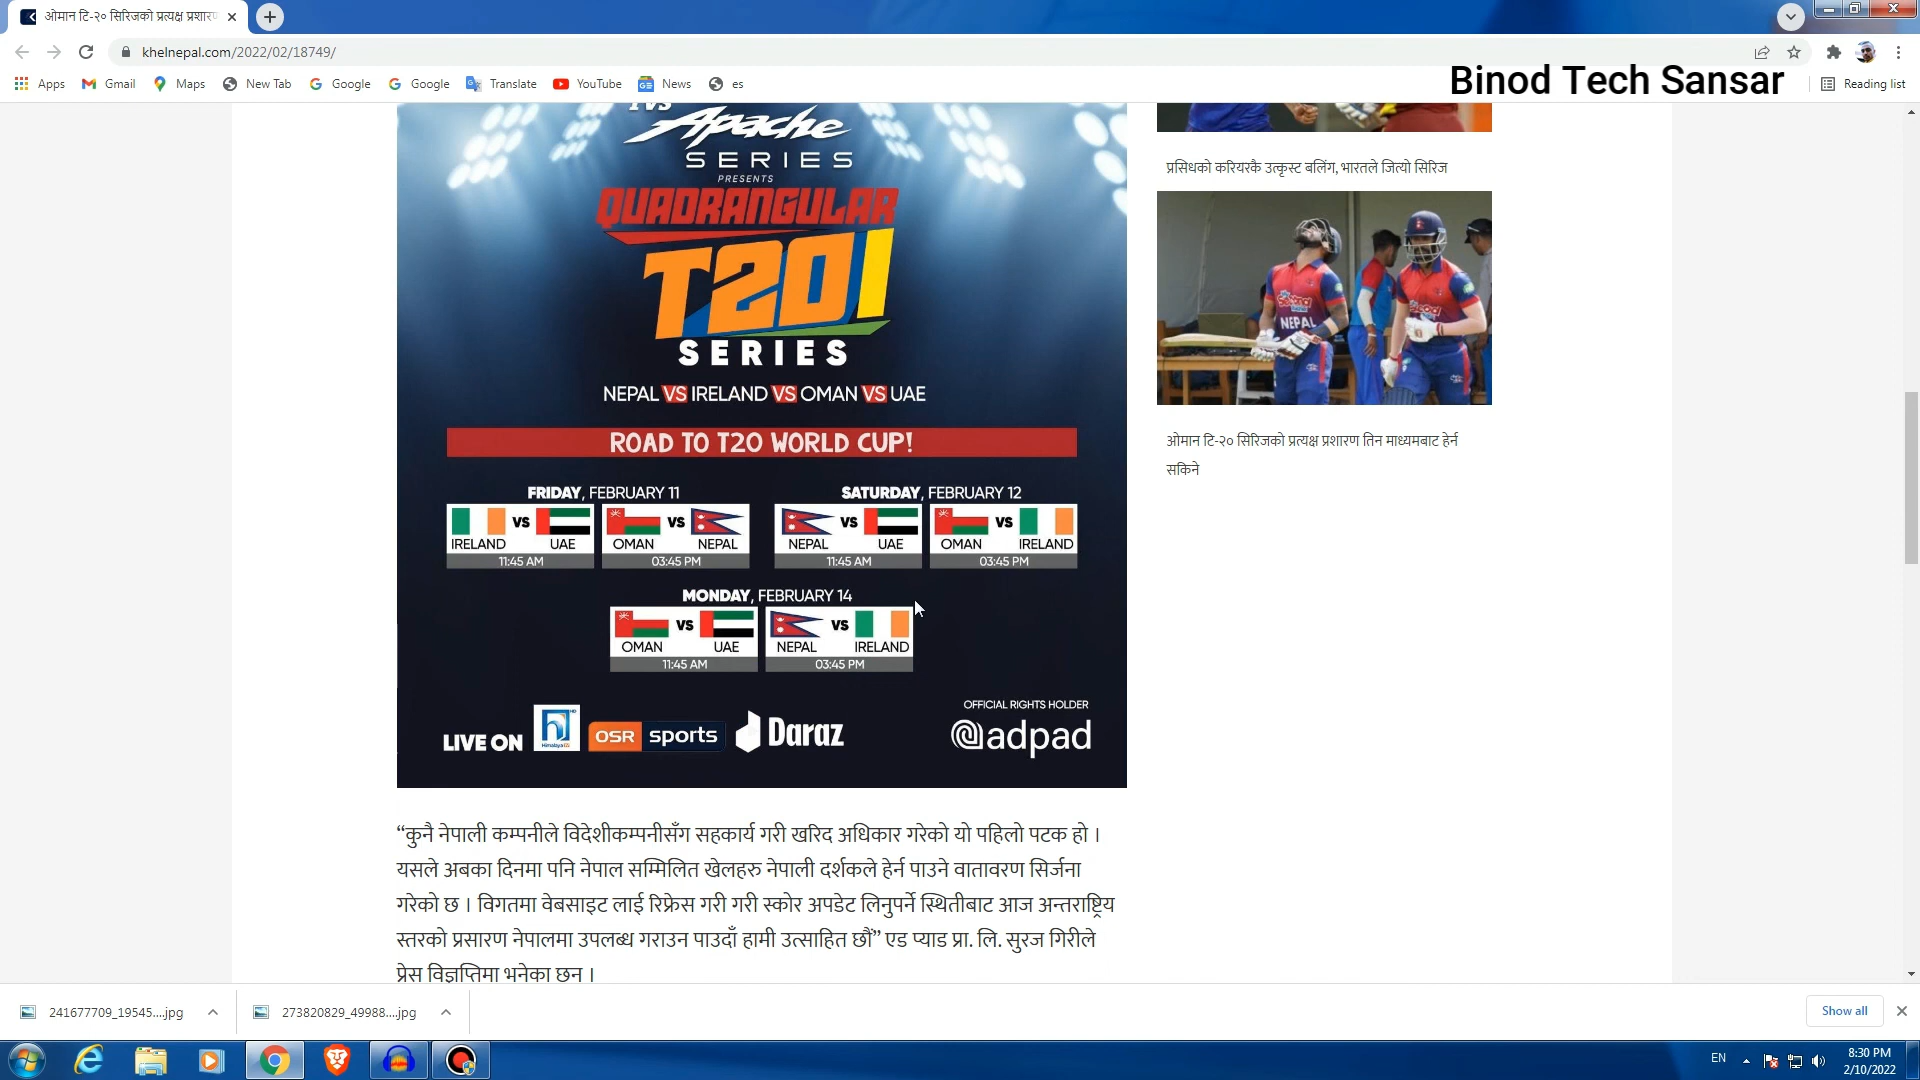 ओमान टि-२० सिरिजको प्रत्यक्ष प्रशारण
khelnepal.com/2022/02/18749/
Apps Gmail Maps New Tab Google Google Translate YouTube News es
Binod Tech Sansar
Reading list
TVS
Apache
SERIES
PRESENTS
QUADRANGULAR
T20I
SERIES
NEPAL VS IRELAND VS OMAN VS UAE
ROAD TO T20 WORLD CUP!
FRIDAY, FEBRUARY 11
IRELAND VS UAE
11:45 AM
OMAN VS NEPAL
03:45 PM
SATURDAY, FEBRUARY 12
NEPAL VS UAE
11:45 AM
OMAN VS IRELAND
03:45 PM
MONDAY, FEBRUARY 14
OMAN VS UAE
11:45 AM
NEPAL VS IRELAND
03:45 PM
LIVE ON OSR sports Daraz
OFFICIAL RIGHTS HOLDER
adpad
प्रसिधको करियरकै उत्कृस्ट बलिंग, भारतले जित्यो सिरिज
NEPAL
ओमान टि-२० सिरिजको प्रत्यक्ष प्रशारण तिन माध्यमबाट हेर्न
सकिने
“कुनै नेपाली कम्पनीले विदेशीकम्पनीसँग सहकार्य गरी खरिद अधिकार गरेको यो पहिलो पटक हो ।
यसले अबका दिनमा पनि नेपाल सम्मिलित खेलहरु नेपाली दर्शकले हेर्न पाउने वातावरण सिर्जना
गरेको छ । विगतमा वेबसाइट लाई रिफ्रेस गरी गरी स्कोर अपडेट लिनुपर्ने स्थितीबाट आज अन्तराष्ट्रिय
स्तरको प्रसारण नेपालमा उपलब्ध गराउन पाउदाँ हामी उत्साहित छौं” एड प्याड प्रा. लि. सुरज गिरीले
प्रेस विज्ञप्तिमा भनेका छन ।
241677709_19545....jpg
273820829_49988....jpg
Show all
EN
8:30 PM
2/10/2022